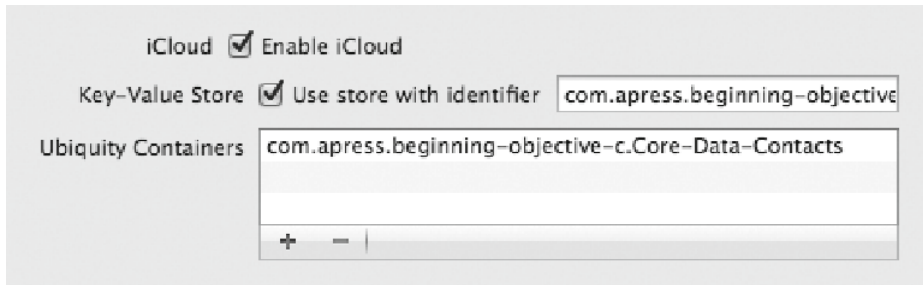 iCloud Enable iCloud
Key-Value Store Use store with identifier com.apress.beginning-objective
Ubiquity Containers com.apress.beginning-objective-c.Core-Data-Contacts